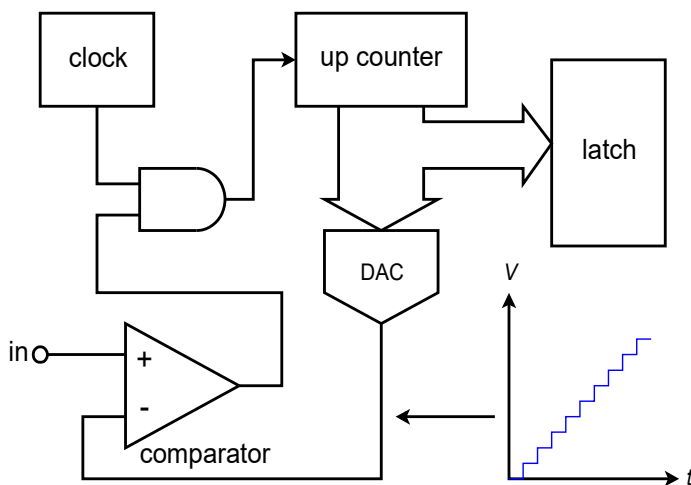 clock
up counter
latch
DAC
V
in
+
-
comparator
t